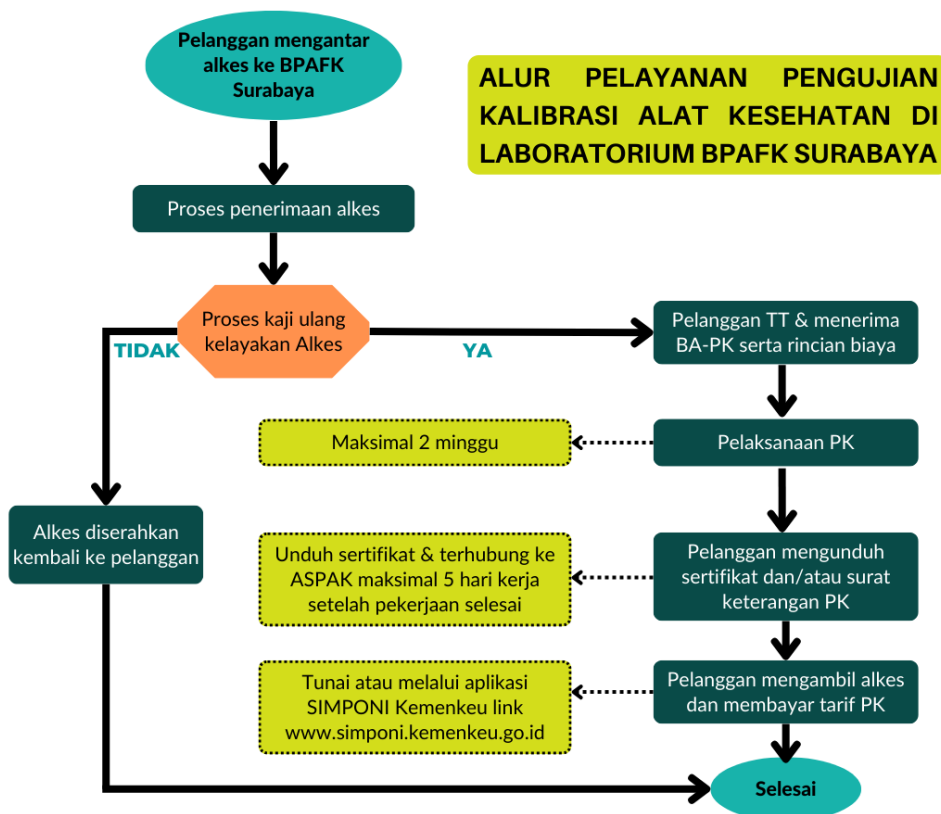 Pelanggan mengantar
alkes ke BPAFK
Surabaya
ALUR PELAYANAN PENGUJIAN
KALIBRASI ALAT KESEHATAN DI
LABORATORIUM BPAFK SURABAYA
Proses penerimaan alkes
Proses kaji ulang
kelayakan Alkes
TIDAK
YA
Pelanggan TT & menerima
BA-PK serta rincian biaya
Maksimal 2 minggu
Pelaksanaan PK
Alkes diserahkan
kembali ke pelanggan
Unduh sertifikat & terhubung ke
ASPAK maksimal 5 hari kerja
setelah pekerjaan selesai
Pelanggan mengunduh
sertifikat dan/atau surat
keterangan PK
Tunai atau melalui aplikasi
SIMPONI Kemenkeu link
www.simponi.kemenkeu.go.id
Pelanggan mengambil alkes
dan membayar tarif PK
Selesai